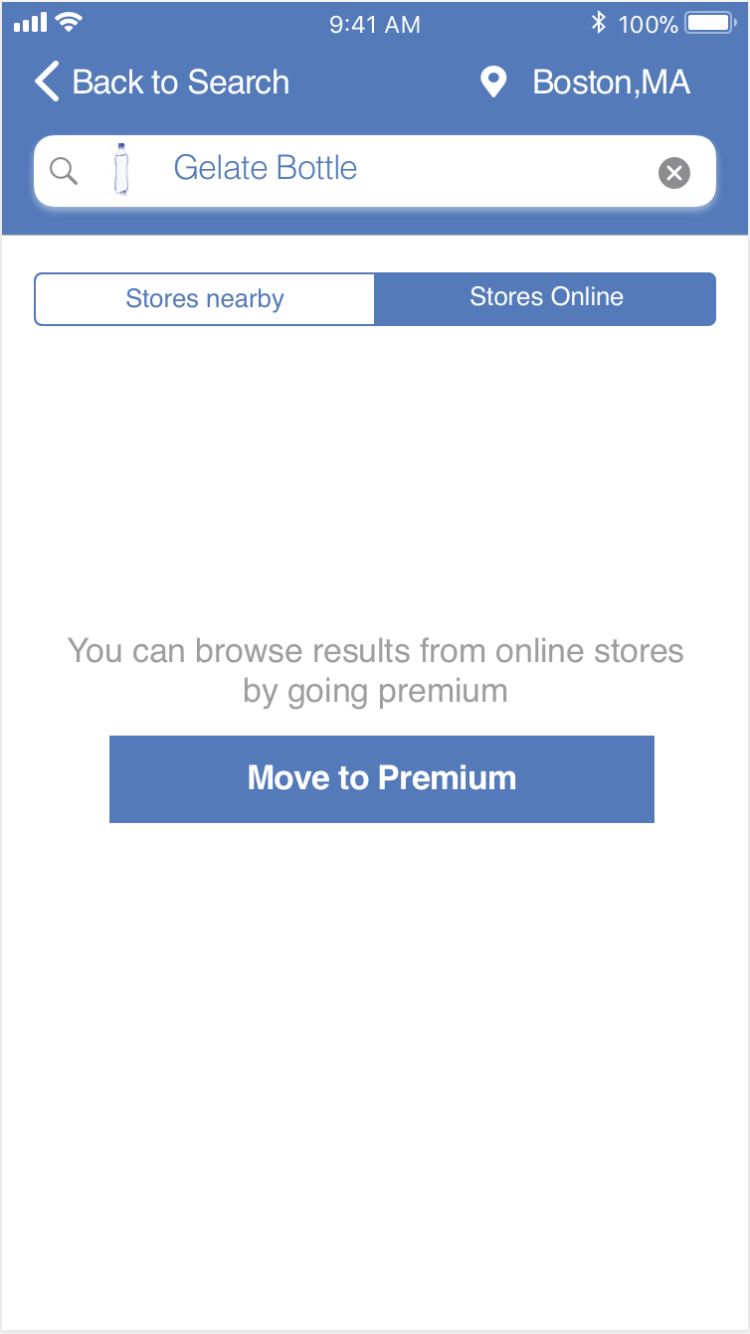 9:41 AM 100%
Back to Search Boston,MA
Gelate Bottle
Stores nearby Stores Online
You can browse results from online stores
by going premium
Move to Premium